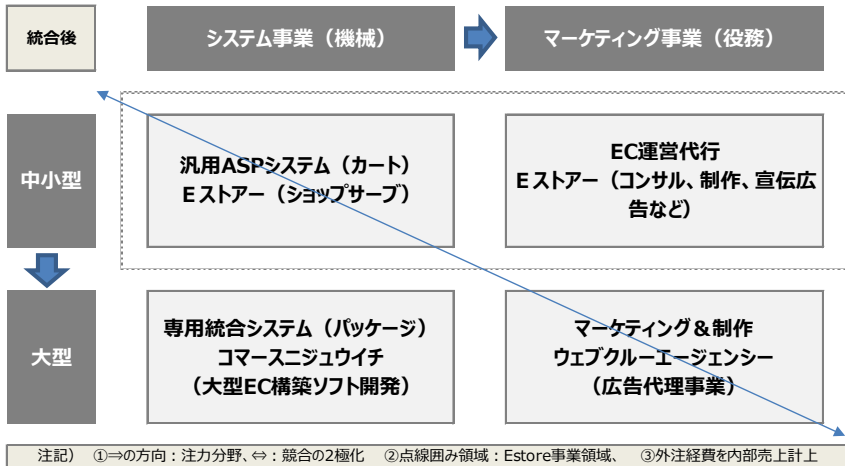 統合後
システム事業（機械）
マーケティング事業（役務）
中小型
汎用ASPシステム（カート）
Eストアー（ショップサーブ）
EC運営代行
Eストアー（コンサル、制作、宣伝広
告など）
大型
専用統合システム（パッケージ）
コマースニジュウイチ
（大型EC構築ソフト開発）
マーケティング＆制作
ウェブクルーエージェンシー
（広告代理事業）
注記） ①⇒の方向：注力分野、⇔：競合の2極化 ②点線囲み領域：Estore事業領域、 ③外注経費を内部売上計上